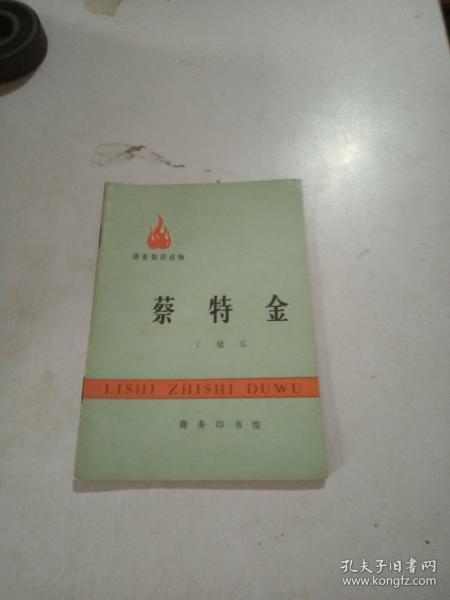 历史知识读物
蔡特金
丁建弘
LISHI ZHISHI DUWU
商务印书馆
孔夫子旧书网
www.kongfz.com